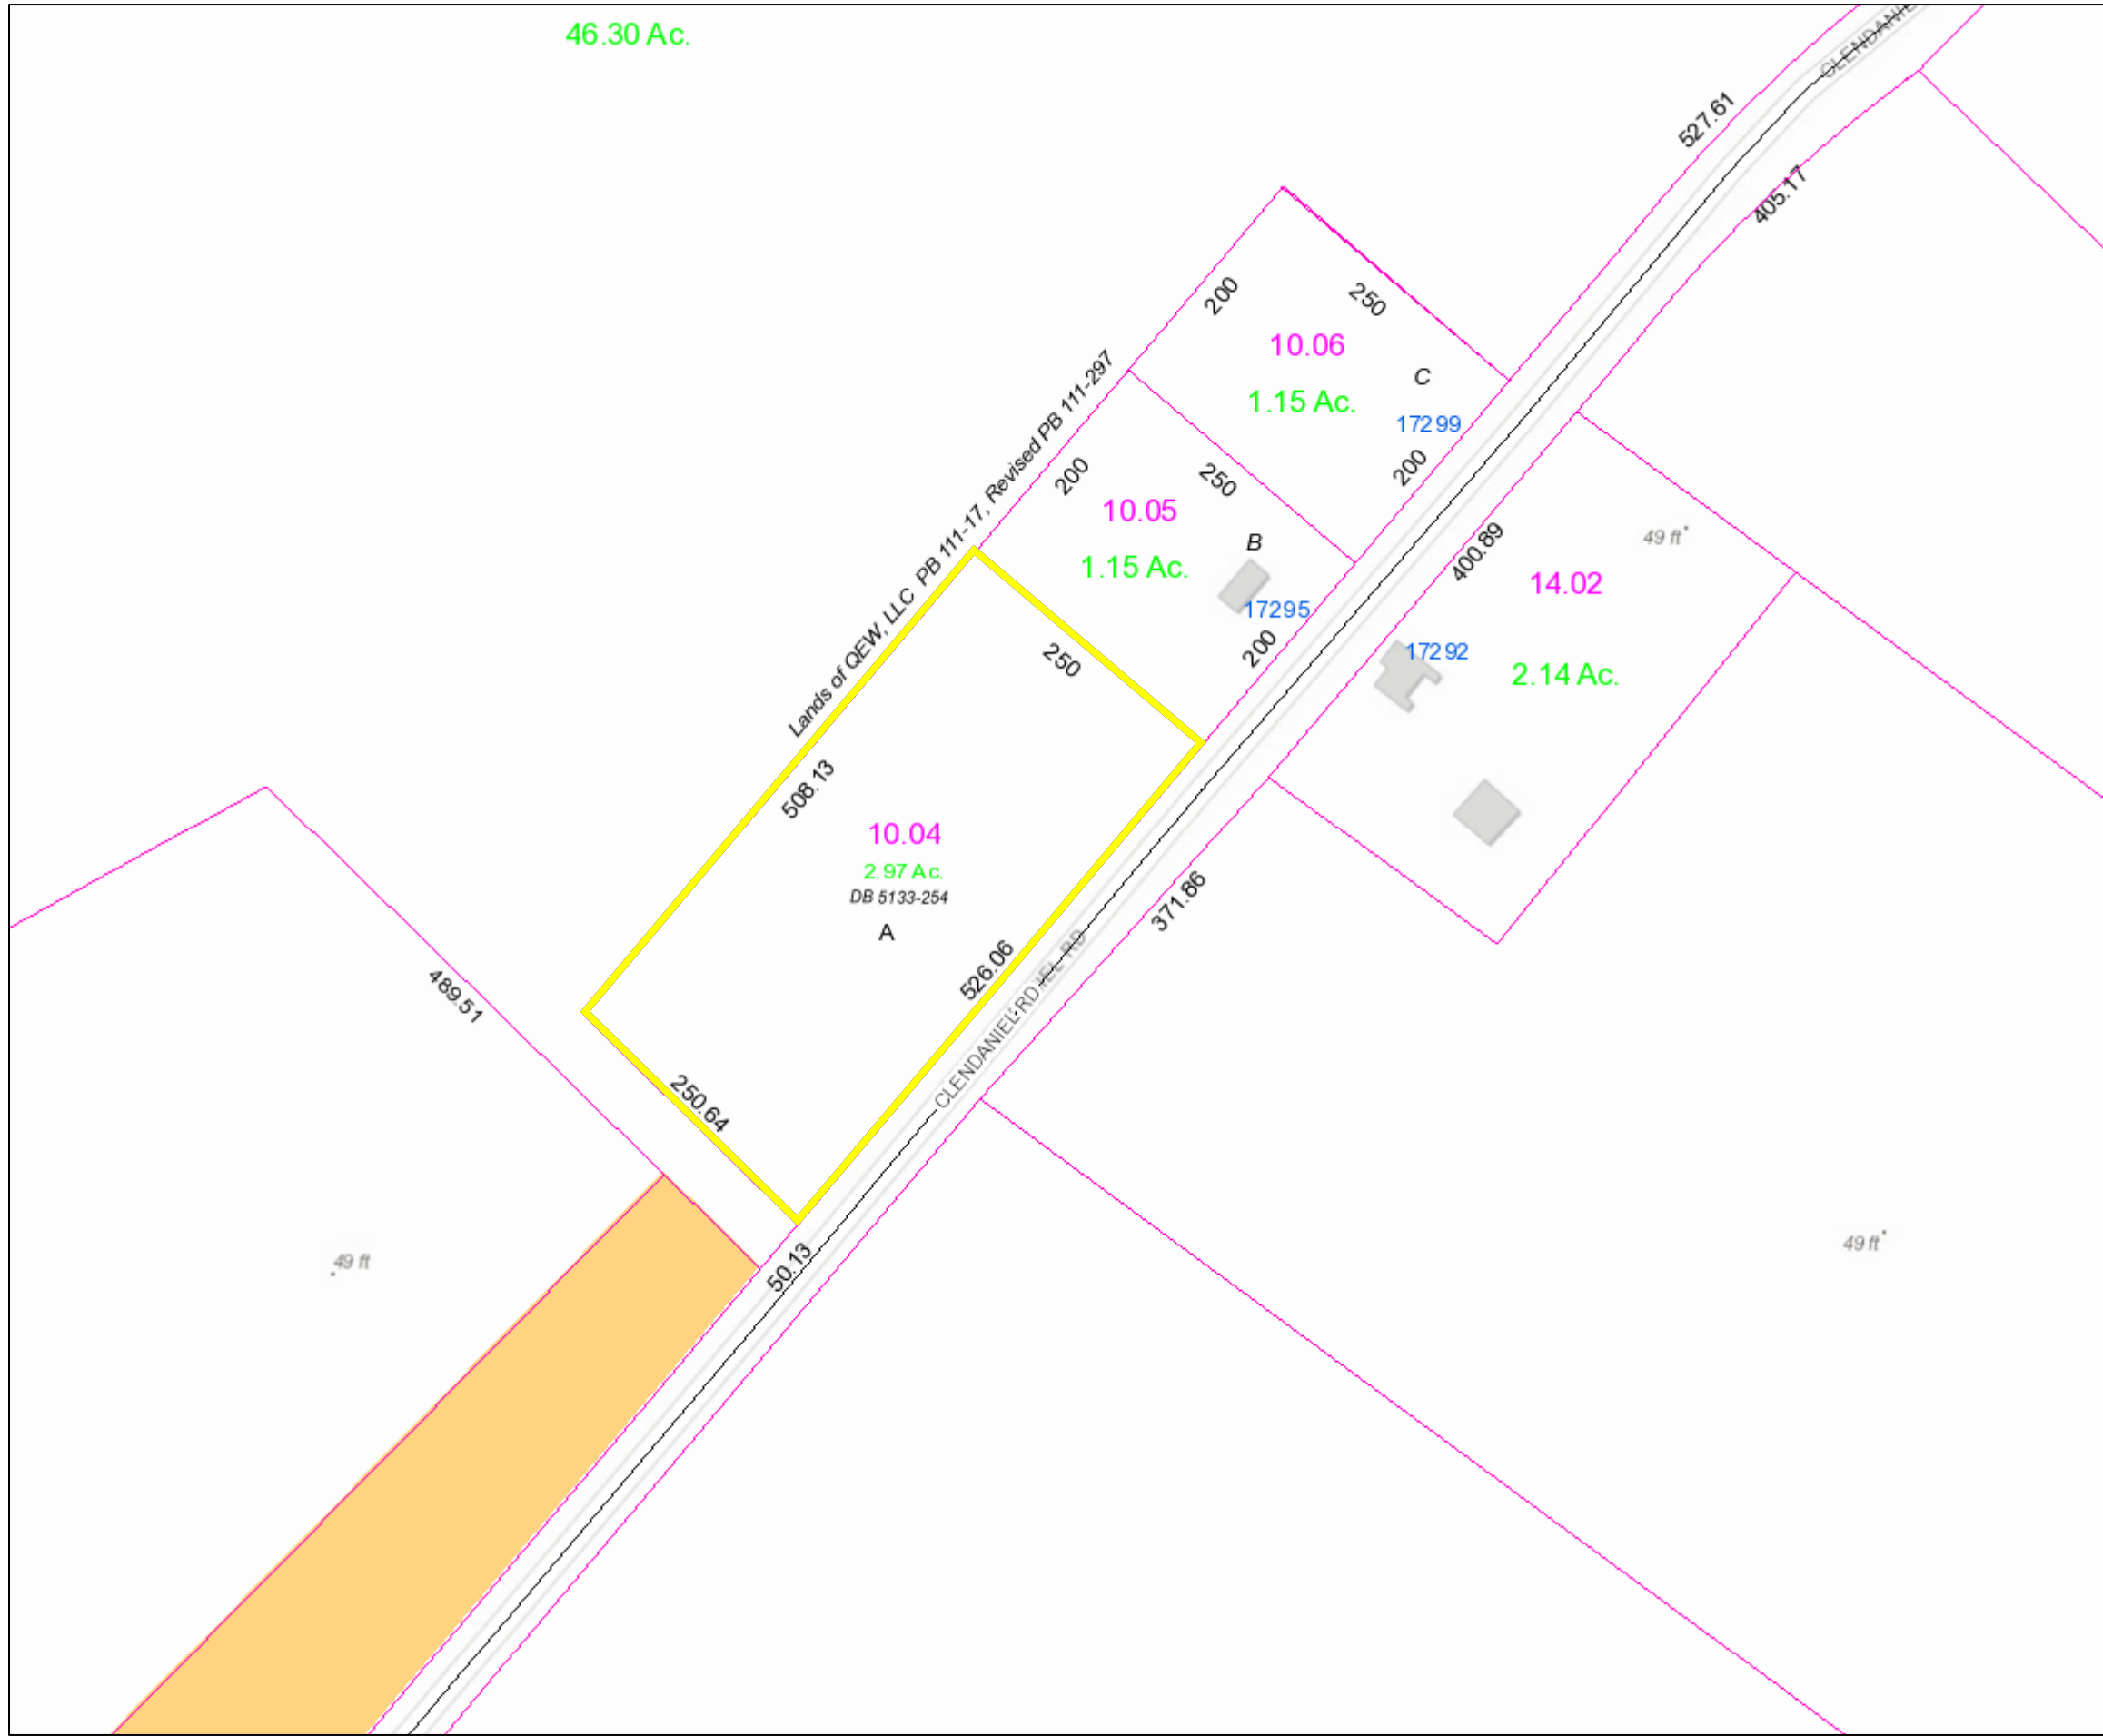 46.30 Ac.
CLENDANIE
527.61
405.17
200
250
10.06
C
1.15 Ac.
17299
200
Lands of QEW, LLC PB 111-17, Revised PB 111-297
200
250
10.05
B
1.15 Ac.
17295
200
400.89
49 ft
14.02
17292
2.14 Ac.
250
508.13
10.04
2.97 Ac.
DB 5133-254
A
526.06
371.86
CLENDANIEL RD
IEL RD
489.51
250.64
50.13
49 ft
49 ft